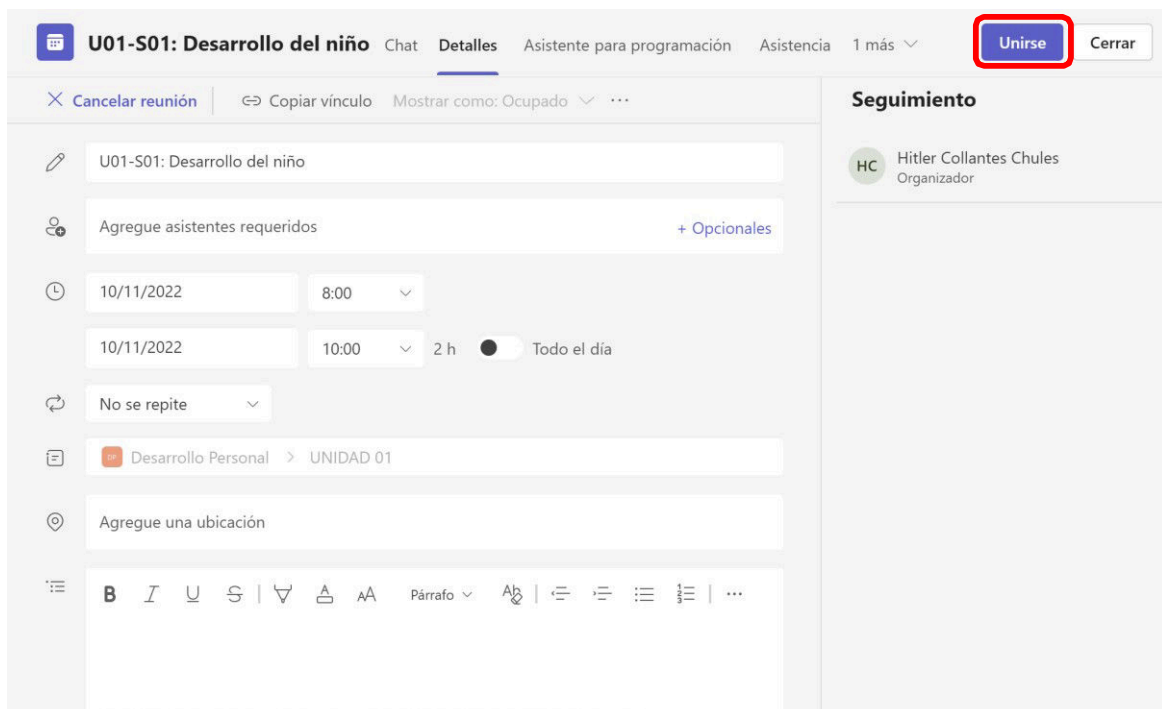 U01-S01: Desarrollo del niño Chat Detalles Asistente para programación Asistencia 1 más Unirse Cerrar
Cancelar reunión Copiar vínculo Mostrar como: Ocupado ...
Seguimiento
U01-S01: Desarrollo del niño
HC Hitler Collantes Chules
Organizador
Agregue asistentes requeridos + Opcionales
10/11/2022 8:00
10/11/2022 10:00 2 h Todo el día
No se repite
DP Desarrollo Personal > UNIDAD 01
Agregue una ubicación
B I U S A AA Párrafo Ab ...